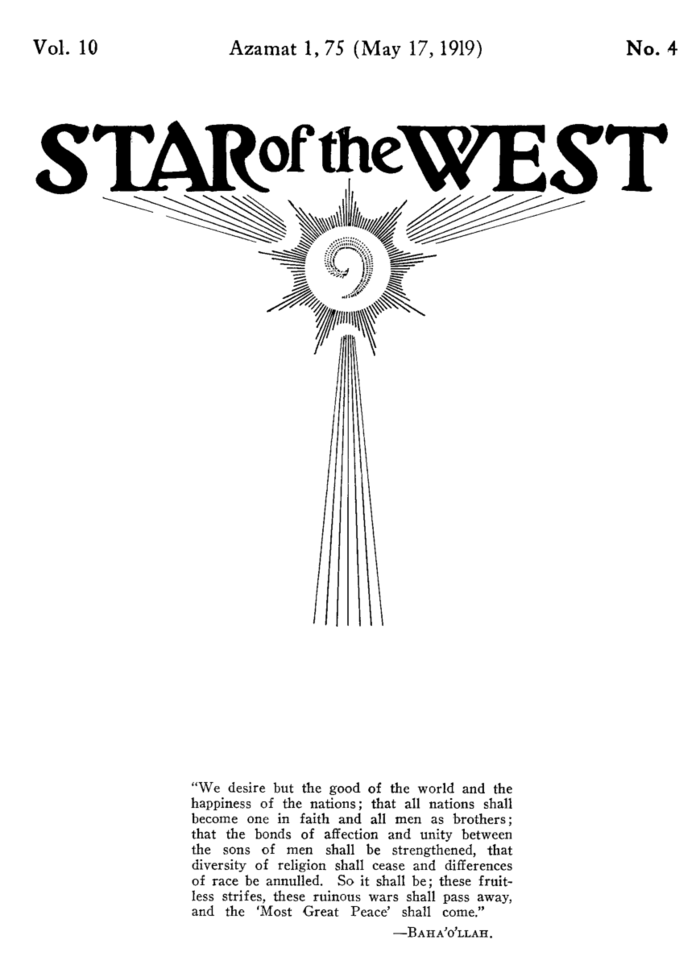 Vol. 10 Azamat 1, 75 (May 17, 1919) No. 4
STAR of the WEST
9
“We desire but the good of the world and the
happiness of the nations; that all nations shall
become one in faith and all men as brothers;
that the bonds of affection and unity between
the sons of men shall be strengthened, that
diversity of religion shall cease and differences
of race be annulled. So it shall be; these fruit-
less strifes, these ruinous wars shall pass away,
and the ‘Most Great Peace’ shall come.”
—BAHA’O’LLAH.